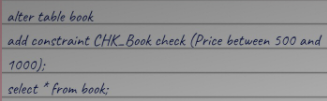 alter table book
add constraint CHK_Book check (Price between 500 and
1000);
select * from book;